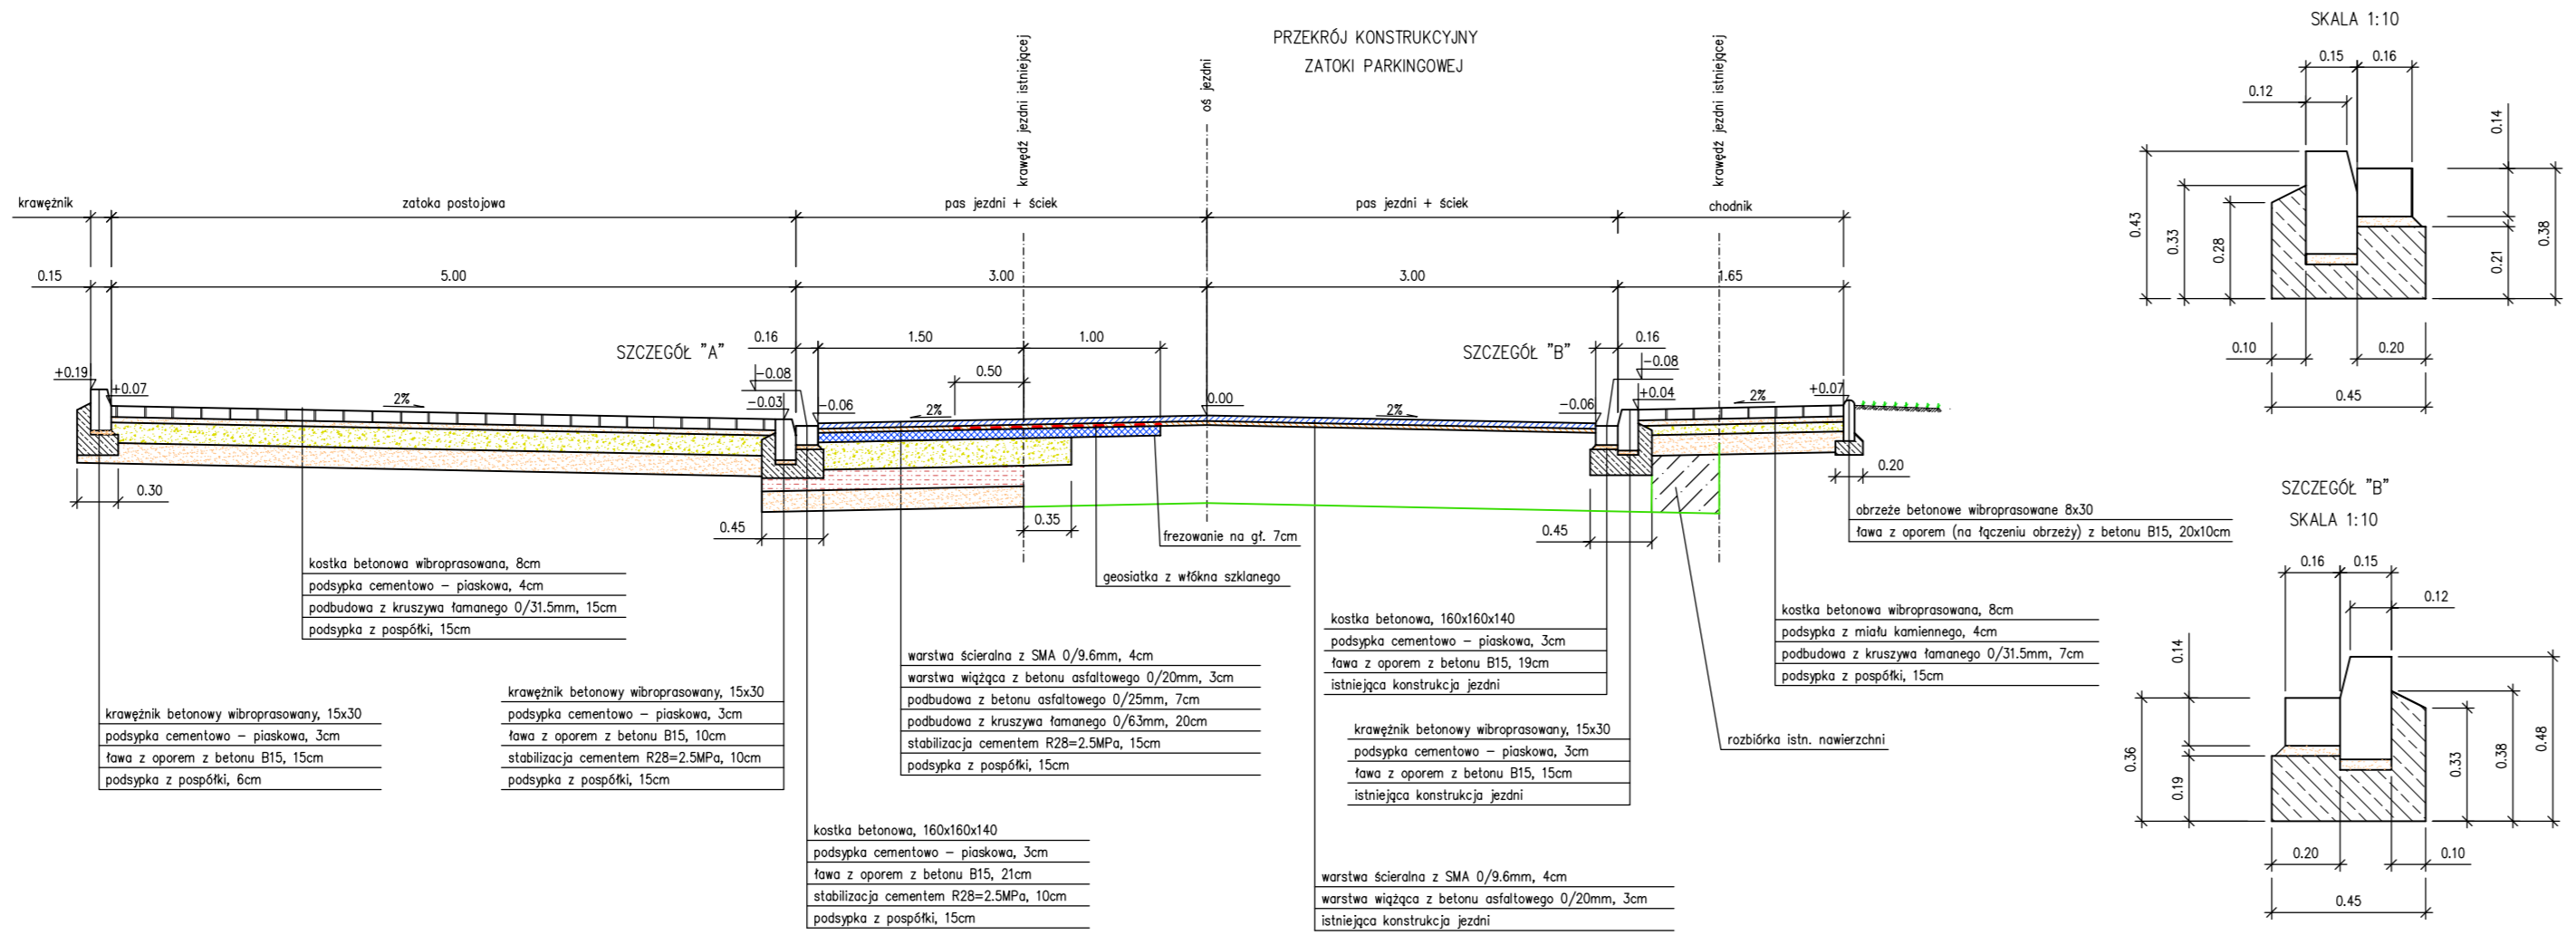 PRZEKRÓJ KONSTRUKCYJNY
ZATOKI PARKINGOWEJ
krawędź jezdni istniejącej
oś jezdni
krawędź jezdni istniejącej
krawężnik
zatoka postojowa
pas jezdni + ściek
pas jezdni + ściek
chodnik
0.15
5.00
3.00
3.00
1.65
SZCZEGÓŁ "A"
0.16
1.50
1.00
SZCZEGÓŁ "B"
0.16
0.50
+0.19
+0.07
2%
-0.08
-0.03
-0.06
2%
0.00
2%
-0.06
-0.08
+0.04
2%
+0.07
0.30
0.45
0.35
0.45
0.20
frezowanie na gł. 7cm
geosiatka z włókna szklanego
obrzeże betonowe wibroprasowane 8x30
ława z oporem (na łączeniu obrzeży) z betonu B15, 20x10cm
kostka betonowa wibroprasowana, 8cm
podsypka cementowo – piaskowa, 4cm
podbudowa z kruszywa łamanego 0/31.5mm, 15cm
podsypka z pospółki, 15cm
krawężnik betonowy wibroprasowany, 15x30
podsypka cementowo – piaskowa, 3cm
ława z oporem z betonu B15, 15cm
podsypka z pospółki, 6cm
krawężnik betonowy wibroprasowany, 15x30
podsypka cementowo – piaskowa, 3cm
ława z oporem z betonu B15, 10cm
stabilizacja cementem R28=2.5MPa, 10cm
podsypka z pospółki, 15cm
kostka betonowa, 160x160x140
podsypka cementowo – piaskowa, 3cm
ława z oporem z betonu B15, 21cm
stabilizacja cementem R28=2.5MPa, 10cm
podsypka z pospółki, 15cm
warstwa ścieralna z SMA 0/9.6mm, 4cm
warstwa wiążąca z betonu asfaltowego 0/20mm, 3cm
podbudowa z betonu asfaltowego 0/25mm, 7cm
podbudowa z kruszywa łamanego 0/63mm, 20cm
stabilizacja cementem R28=2.5MPa, 15cm
podsypka z pospółki, 15cm
kostka betonowa, 160x160x140
podsypka cementowo – piaskowa, 3cm
ława z oporem z betonu B15, 19cm
istniejąca konstrukcja jezdni
krawężnik betonowy wibroprasowany, 15x30
podsypka cementowo – piaskowa, 3cm
ława z oporem z betonu B15, 15cm
istniejąca konstrukcja jezdni
warstwa ścieralna z SMA 0/9.6mm, 4cm
warstwa wiążąca z betonu asfaltowego 0/20mm, 3cm
istniejąca konstrukcja jezdni
rozbiórka istn. nawierzchni
kostka betonowa wibroprasowana, 8cm
podsypka z miału kamiennego, 4cm
podbudowa z kruszywa łamanego 0/31.5mm, 7cm
podsypka z pospółki, 15cm
SKALA 1:10
0.15
0.16
0.12
0.14
0.43
0.33
0.28
0.21
0.38
0.10
0.20
0.45
SZCZEGÓŁ "B"
SKALA 1:10
0.16
0.15
0.12
0.14
0.36
0.19
0.33
0.38
0.48
0.20
0.10
0.45